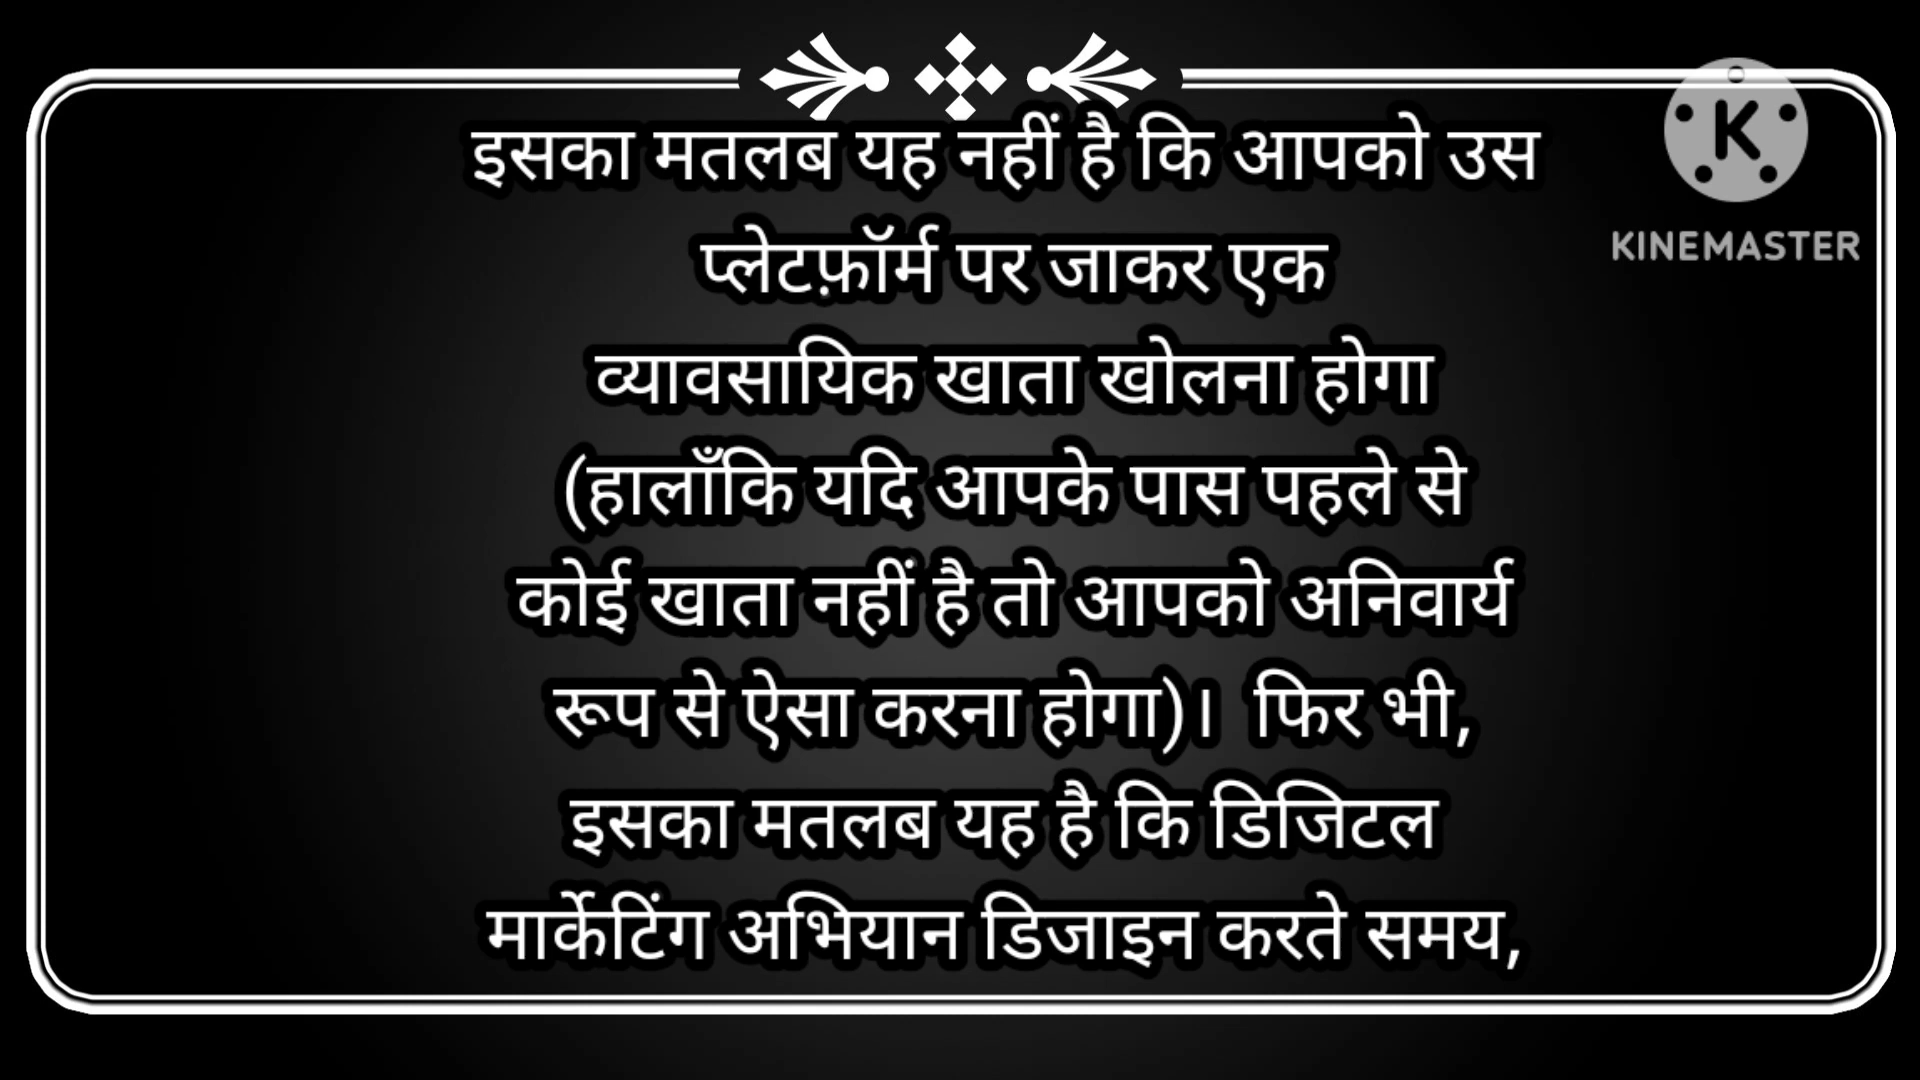 इसका मतलब यह नहीं है कि आपको उस
प्लेटफ़ॉर्म पर जाकर एक
व्यावसायिक खाता खोलना होगा
(हालाँकि यदि आपके पास पहले से
कोई खाता नहीं है तो आपको अनिवार्य
रूप से ऐसा करना होगा)। फिर भी,
इसका मतलब यह है कि डिजिटल
मार्केटिंग अभियान डिजाइन करते समय,
K
KINEMASTER